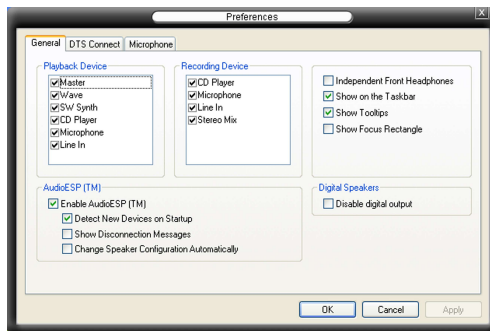 Preferences
X
General DTS Connect Microphone
Playback Device
Master
Wave
SW Synth
CD Player
Microphone
Line In
Recording Device
CD Player
Microphone
Line In
Stereo Mix
Independent Front Headphones
Show on the Taskbar
Show Tooltips
Show Focus Rectangle
AudioESP (TM)
Enable AudioESP (TM)
Detect New Devices on Startup
Show Disconnection Messages
Change Speaker Configuration Automatically
Digital Speakers
Disable digital output
OK Cancel Apply